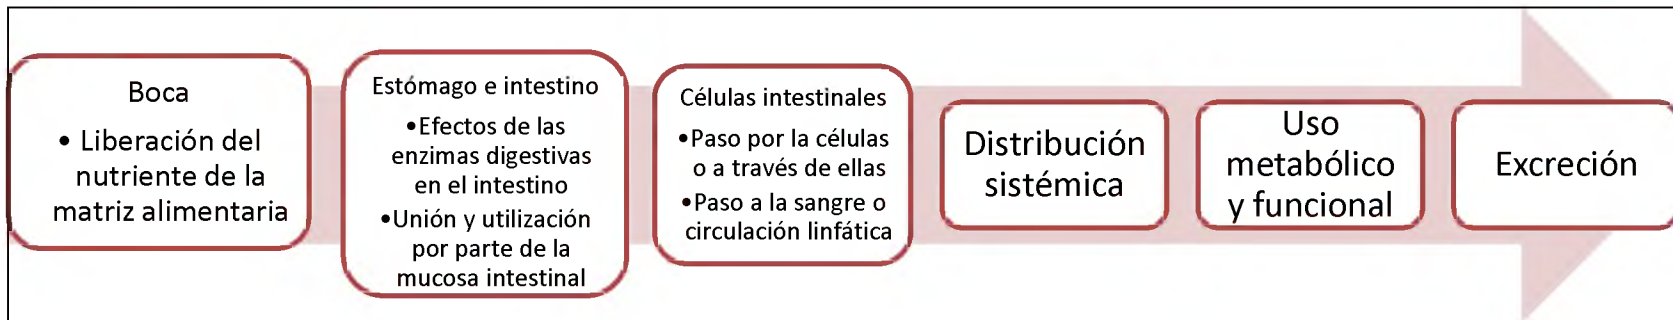 Boca
• Liberación del
nutriente de la
matriz alimentaria
Estómago e intestino
•Efectos de las
enzimas digestivas
en el intestino
•Unión y utilización
por parte de la
mucosa intestinal
Células intestinales
•Paso por la células
o a través de ellas
•Paso a la sangre o
circulación linfática
Distribución
sistémica
Uso
metabólico
y funcional
Excreción